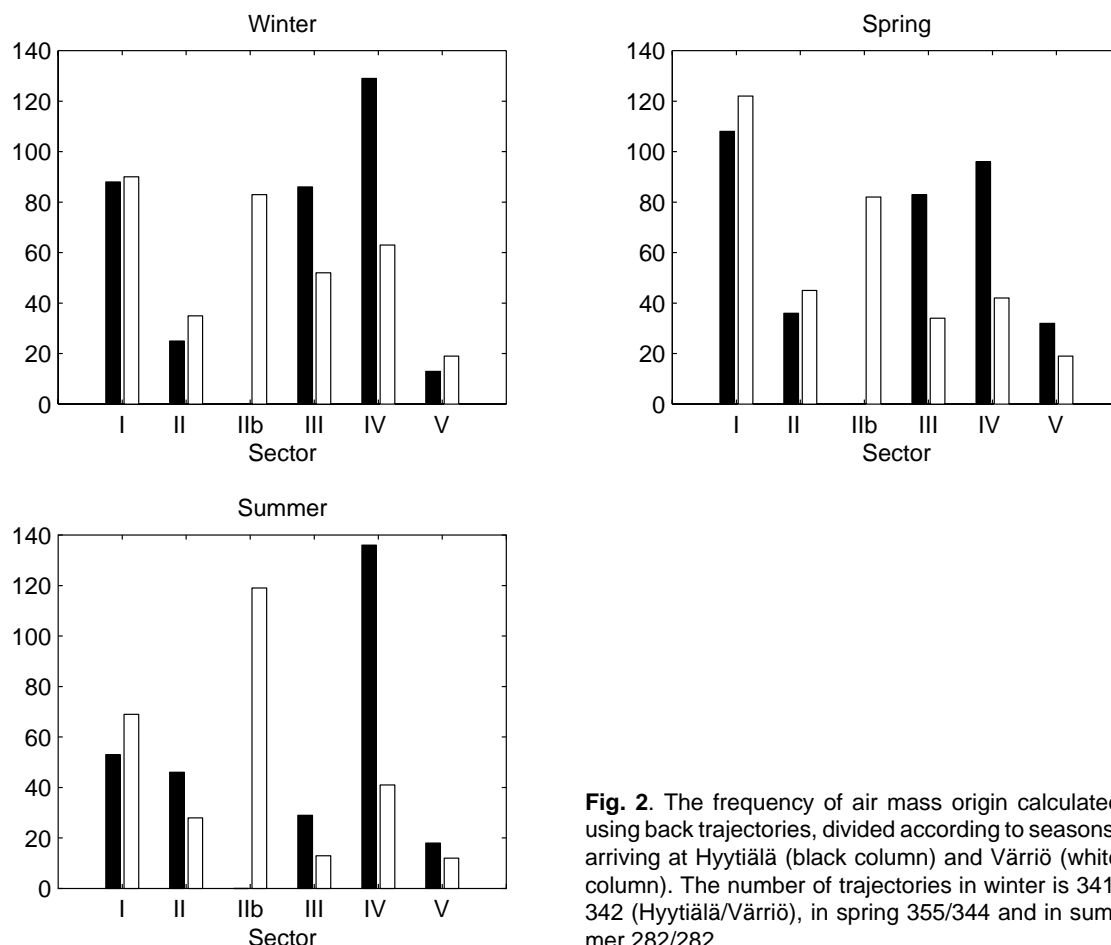 Winter
140
120
100
80
60
40
20
0
I II IIb III IV V
Sector
Spring
140
120
100
80
60
40
20
0
I II IIb III IV V
Sector
Summer
140
120
100
80
60
40
20
0
I II IIb III IV V
Sector
Fig. 2. The frequency of air mass origin calculated
using back trajectories, divided according to seasons
arriving at Hyytiälä (black column) and Värriö (white
column). The number of trajectories in winter is 341
342 (Hyytiälä/Värriö), in spring 355/344 and in sum
mer 282/282